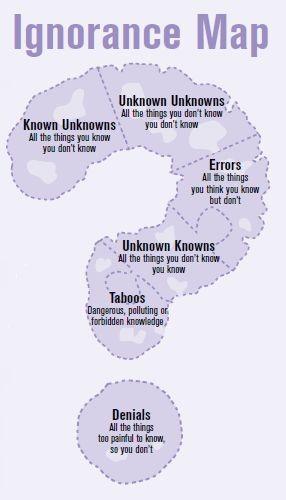 Ignorance Map
Unknown Unknowns
All the things you don't know
you don't know
Known Unknowns
All the things you know
you don't know
Errors
All the things
you think you know
but don't
Unknown Knowns
All the things you don't know
you know
Taboos
Dangerous, polluting or
forbidden knowledge
Denials
All the things
too painful to know,
so you don't